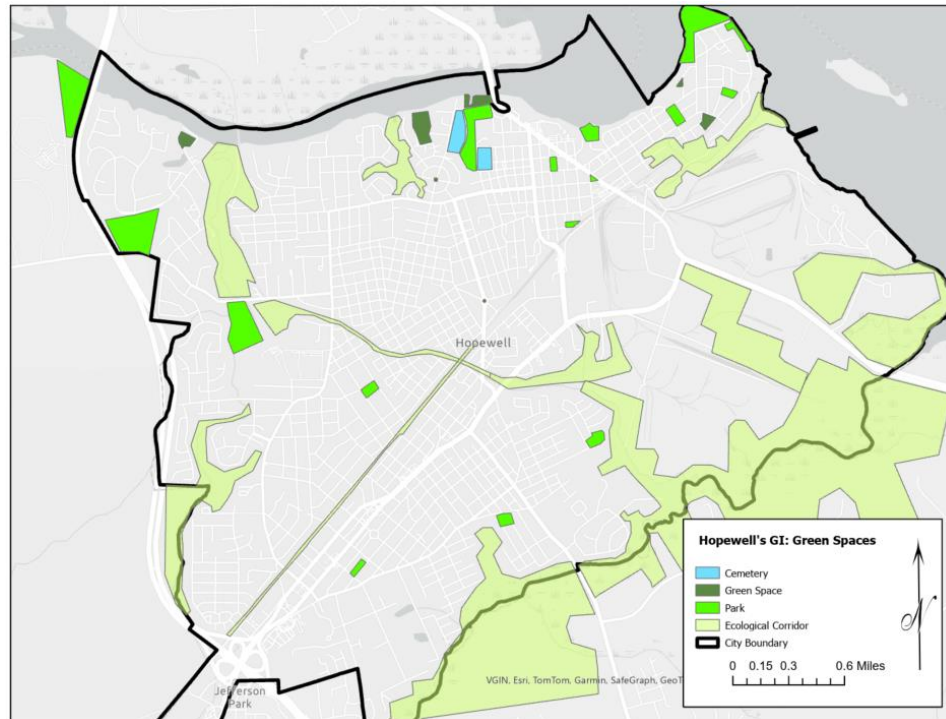 Hopewell
Jefferson
Park
VGIN, Esri, TomTom, Garmin, SafeGraph, GeoT
Hopewell's GI: Green Spaces
Cemetery
Green Space
Park
Ecological Corridor
City Boundary
N
0 0.15 0.3 0.6 Miles